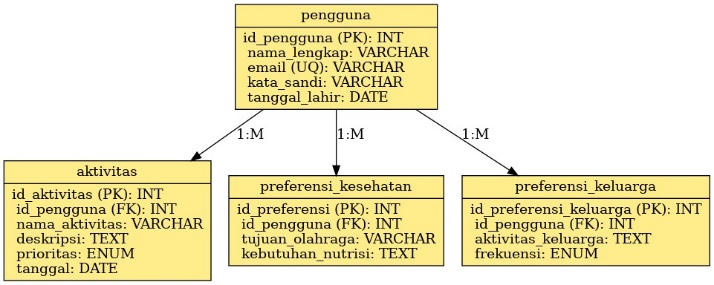 pengguna
id_pengguna (PK): INT
nama_lengkap: VARCHAR
email (UQ): VARCHAR
kata_sandi: VARCHAR
tanggal_lahir: DATE
1:M
1:M
1:M
aktivitas
id_aktivitas (PK): INT
id_pengguna (FK): INT
nama_aktivitas: VARCHAR
deskripsi: TEXT
prioritas: ENUM
tanggal: DATE
preferensi_kesehatan
id_preferensi (PK): INT
id_pengguna (FK): INT
tujuan_olahraga: VARCHAR
kebutuhan_nutrisi: TEXT
preferensi_keluarga
id_preferensi_keluarga (PK): INT
id_pengguna (FK): INT
aktivitas_keluarga: TEXT
frekuensi: ENUM